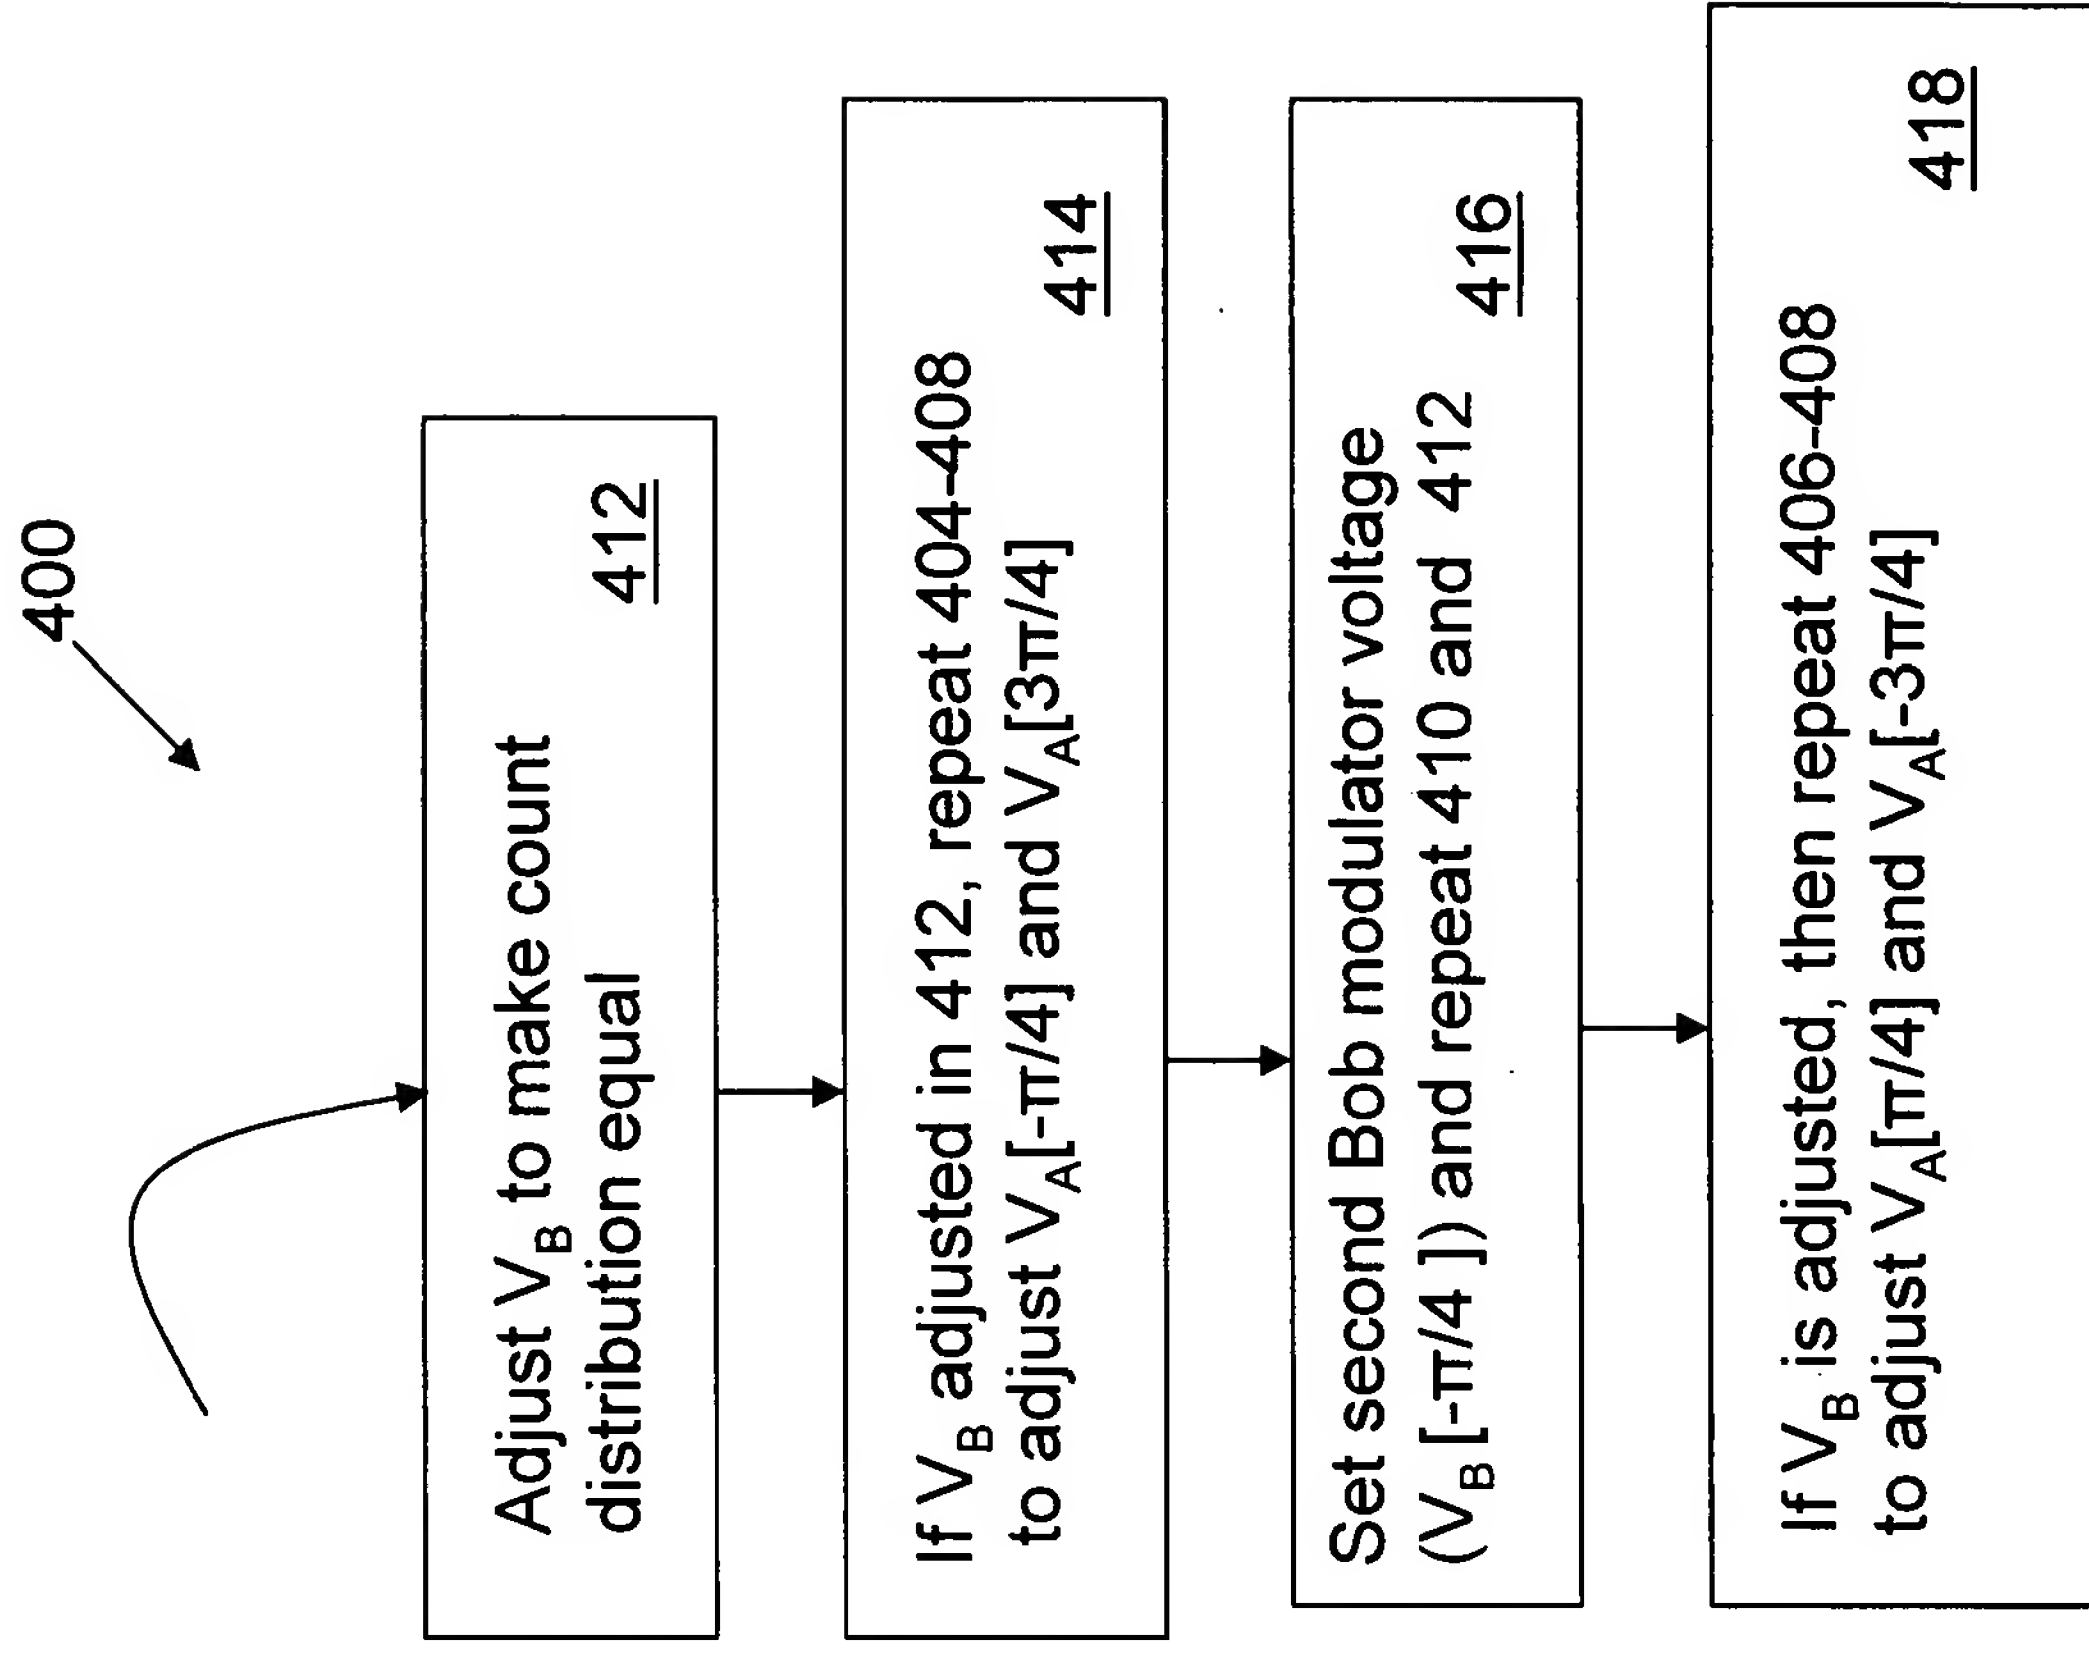 400
Adjust V_B to make count
distribution equal
412
If V_B adjusted in 412, repeat 404-408
to adjust V_A[-π/4] and V_A[3π/4]
414
Set second Bob modulator voltage
(V_B [-π/4 ]) and repeat 410 and 412
416
If V_B is adjusted, then repeat 406-408
to adjust V_A[π/4] and V_A[-3π/4]
418